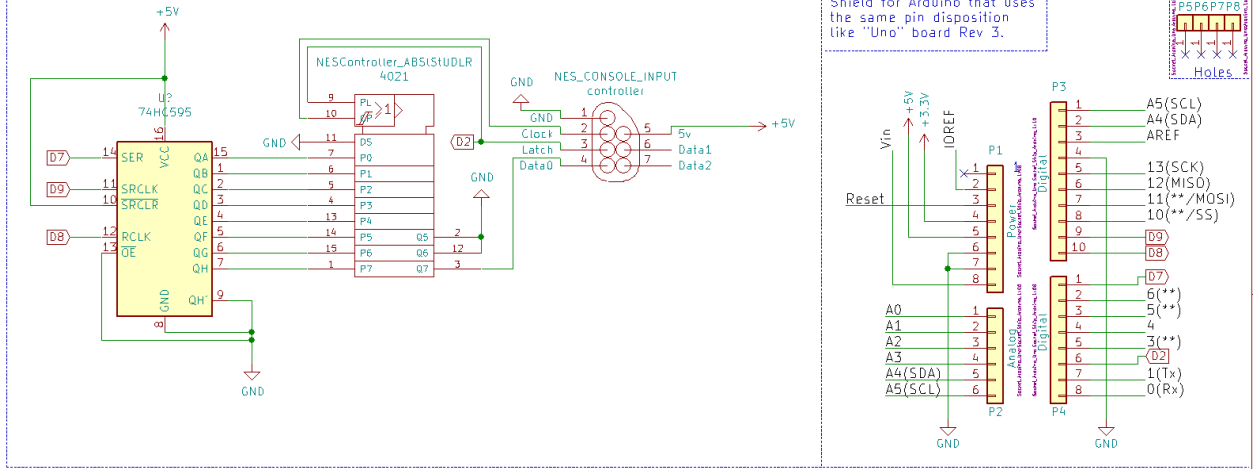 Shield for Arduino that uses
the same pin disposition
like "Uno" board Rev 3.
P5P6P7P8
1 1 1 1
Holes
+5V
U?
74HC595
16
VCC
D7 14 SER
D9 11 SRCLK
10 SRCLR
D8 12 RCLK
13 OE
GND
8
QA 15
QB 1
QC 2
QD 3
QE 4
QF 5
QG 6
QH 7
QH' 9
GND
NESController_ABSlStUDLR
4021
9 PL
10
≥1
GND 11 DS
7 P0
6 P1
5 P2
4 P3
13 P4
14 P5 Q5 2
15 P6 Q6 12
1 P7 Q7 3
D2
GND
NES_CONSOLE_INPUT
controller
GND
GND 1
Clock 2
Latch 3
Data0 4
5 5v
6 Data1
7 Data2
+5V
Vin
+5V
+3.3V
IOREF
Reset
P1
1
2
3
4
5
6
7
8
Power
GND
A0 1
A1 2
A2 3
A3 4
A4(SDA) 5
A5(SCL) 6
Analog
P2
P3
Digital
1 A5(SCL)
2 A4(SDA)
3 AREF
4
5 13(SCK)
6 12(MISO)
7 11(**/MOSI)
8 10(**/SS)
9 D9
10 D8
Digital
1 D7
2 6(**)
3 5(**)
4 4
5 3(**)
6 D2
7 1(Tx)
8 0(Rx)
P4
GND